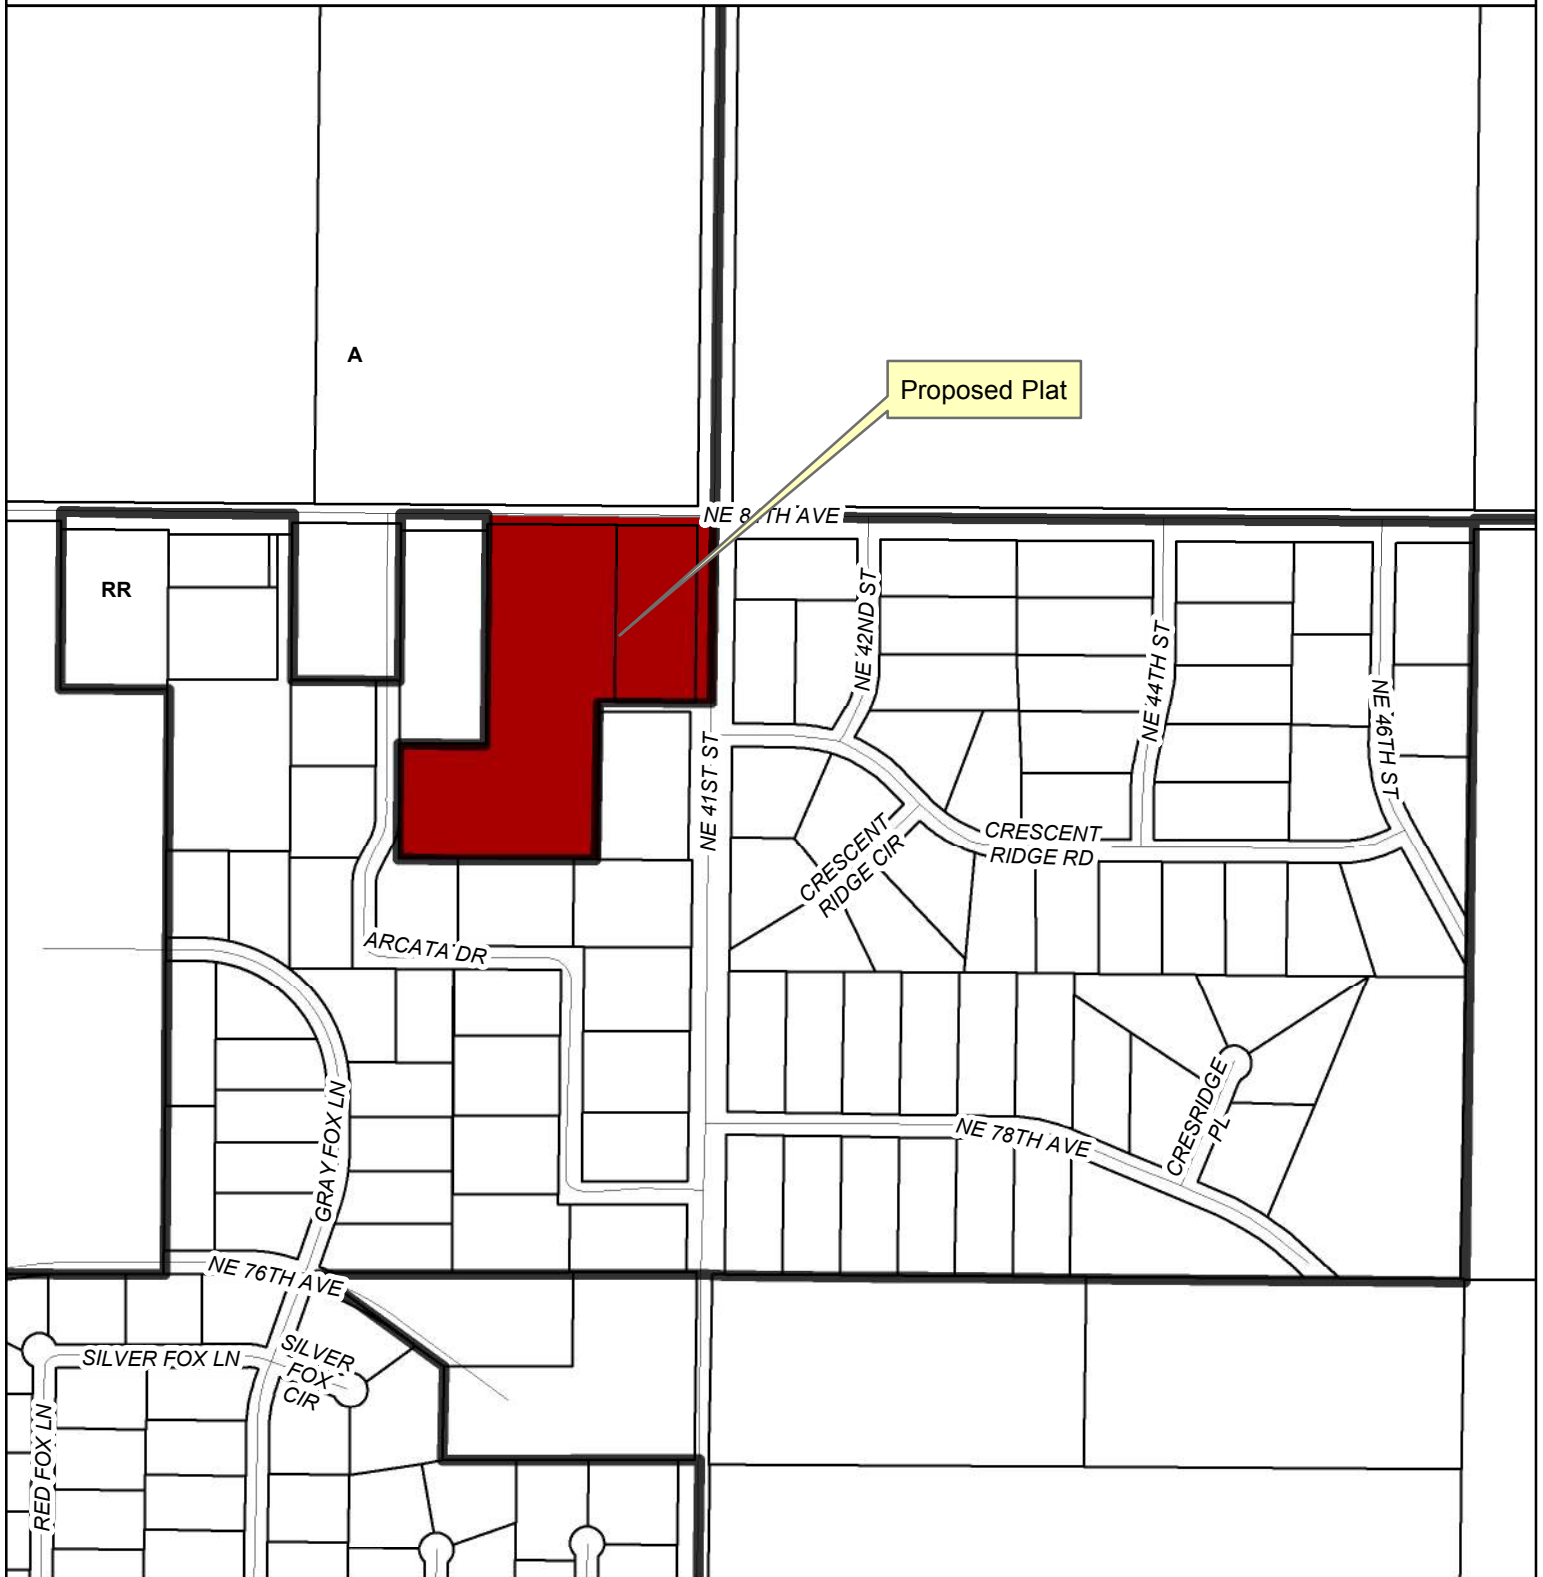 A
Proposed Plat
NE 84TH AVE
RR
NE 42ND ST
NE 44TH ST
NE 46TH ST
NE 41ST ST
CRESCENT
RIDGE RD
CRESCENT
RIDGE CIR
ARCATA DR
GRAY FOX LN
NE 78TH AVE
CRESRIDGE
PL
NE 76TH AVE
SILVER FOX LN
SILVER
FOX
CIR
RED FOX LN